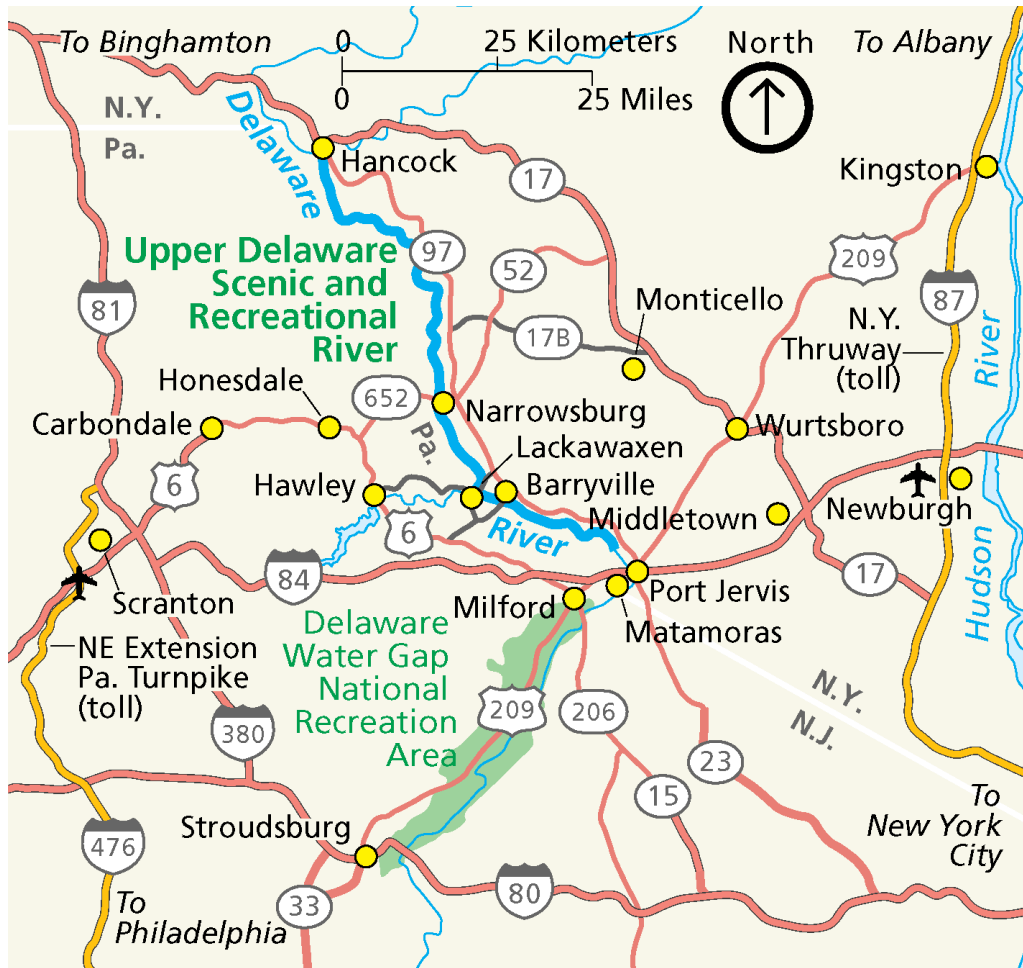 To Binghamton
0
25 Kilometers
0
25 Miles
North
To Albany
N.Y.
Pa.
Delaware
Hancock
17
Kingston
97
52
209
Upper Delaware
Scenic and
Recreational
River
81
87
Monticello
17B
N.Y.
Thruway
(toll)
River
Honesdale
652
Narrowsburg
Carbondale
Pa.
Wurtsboro
Lackawaxen
6
Hawley
Barryville
Newburgh
Middletown
6
River
84
17
Hudson
Scranton
Milford
Port Jervis
Matamoras
NE Extension
Pa. Turnpike
(toll)
Delaware
Water Gap
National
Recreation
Area
209
206
N.Y.
N.J.
380
23
15
To
New York
City
Stroudsburg
476
80
33
To
Philadelphia